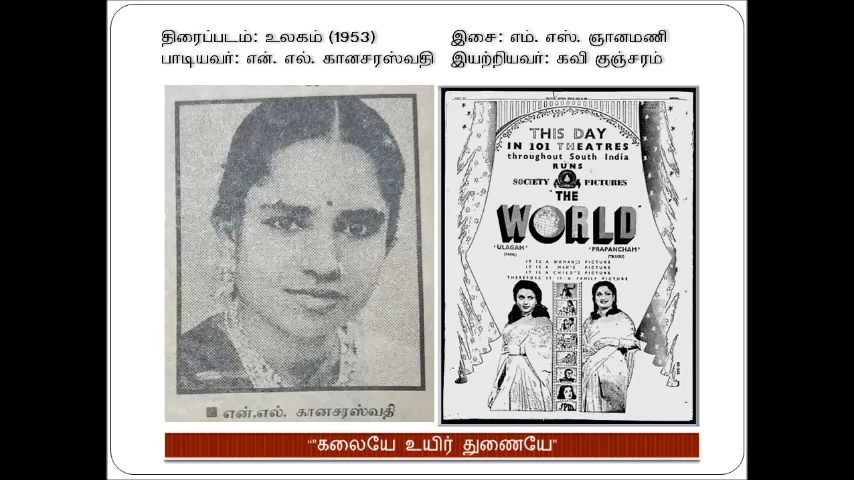 திரைப்படம்: உலகம் (1953)
இசை: எம். எஸ். ஞானமணி
பாடியவர்: என். எல். கானசரஸ்வதி
இயற்றியவர்: கவி குஞ்சரம்
என்.எல். கானசரஸ்வதி
THIS DAY
IN 101 THEATRES
throughout South India
RUNS
SOCIETY PICTURES
"THE
WORLD"
"ULAGAM" "PRAPANCHAM"
(TAMIL) (TELUGU)
IT IS A WOMAN'S PICTURE
IT IS A MAN'S PICTURE
IT IS A CHILD'S PICTURE
THEREFORE IT IS A FAMILY PICTURE
“"கலையே உயிர் துணையே”